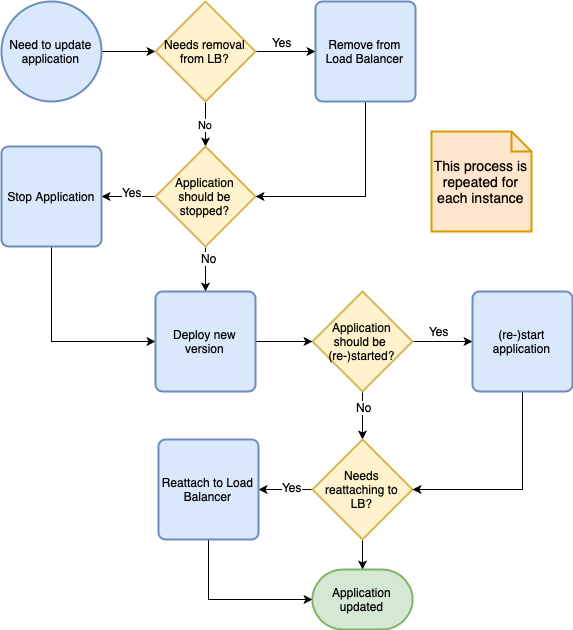 Need to update
application
Needs removal
from LB?
Yes
Remove from
Load Balancer
No
This process is
repeated for
each instance
Stop Application
Yes
Application
should be
stopped?
No
Deploy new
version
Application
should be
(re-)started?
Yes
(re-)start
application
No
Reattach to Load
Balancer
Yes
Needs
reattaching to
LB?
Application
updated